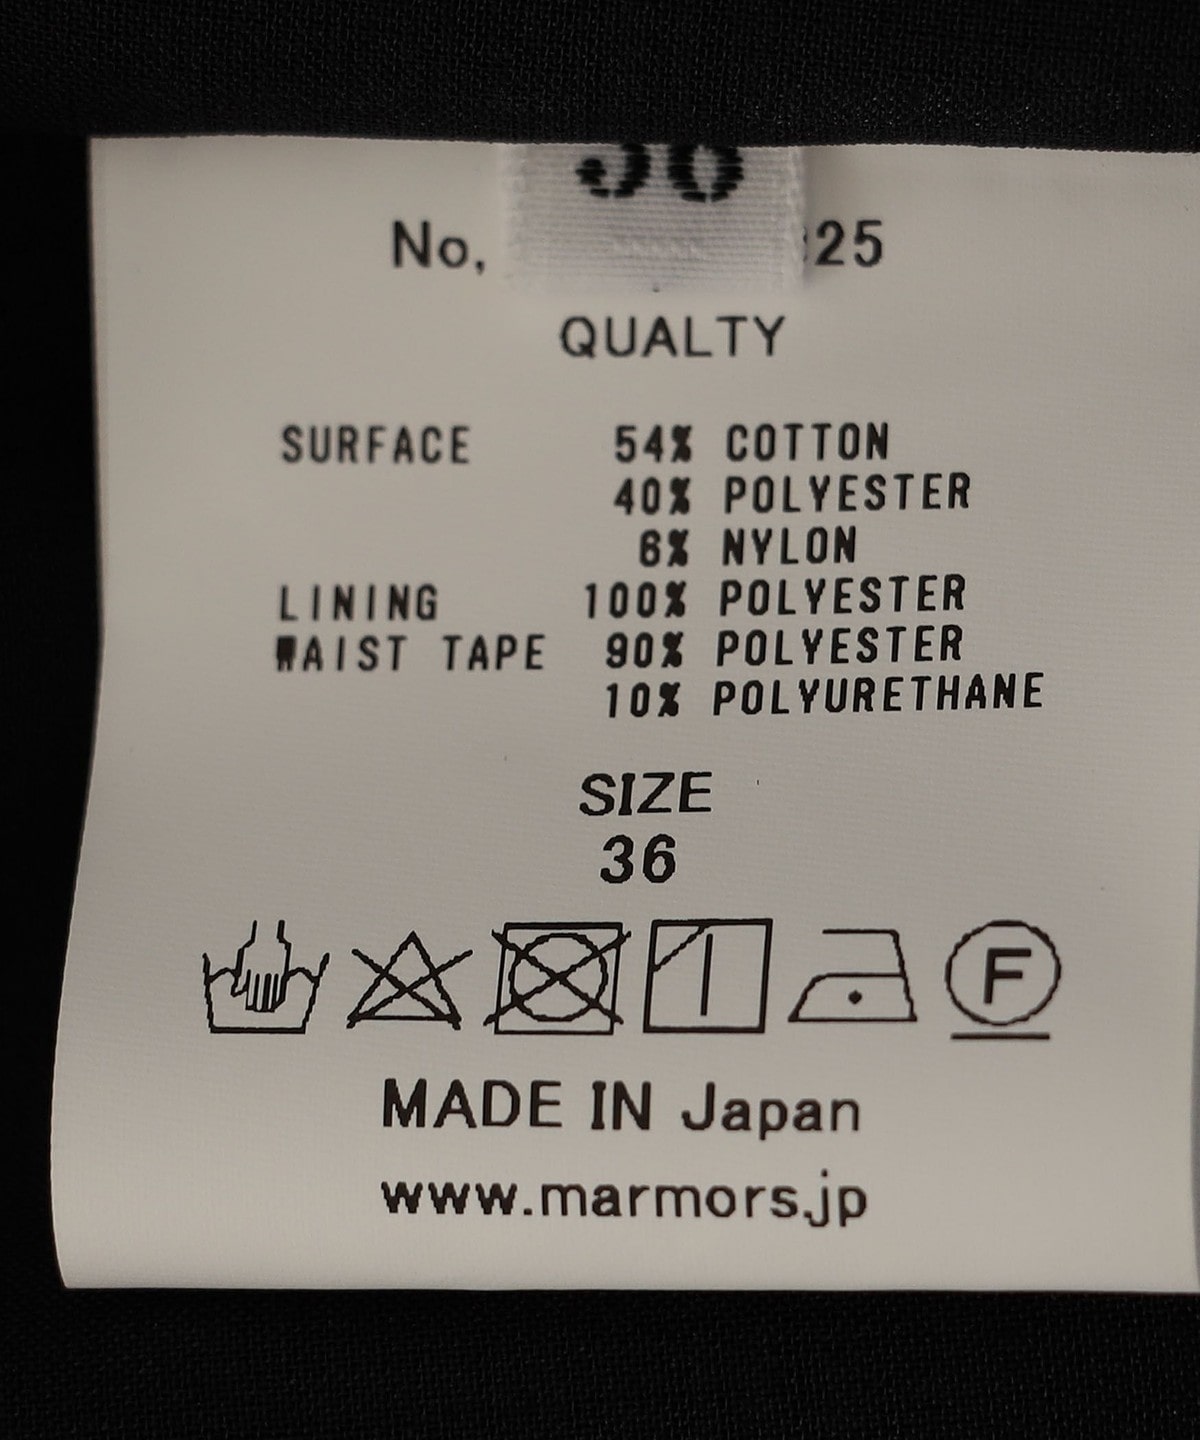 36
No, 25
QUALTY
SURFACE 54% COTTON
40% POLYESTER
6% NYLON
LINING 100% POLYESTER
WAIST TAPE 90% POLYESTER
10% POLYURETHANE
SIZE
36
F
MADE IN Japan
www.marmors.jp